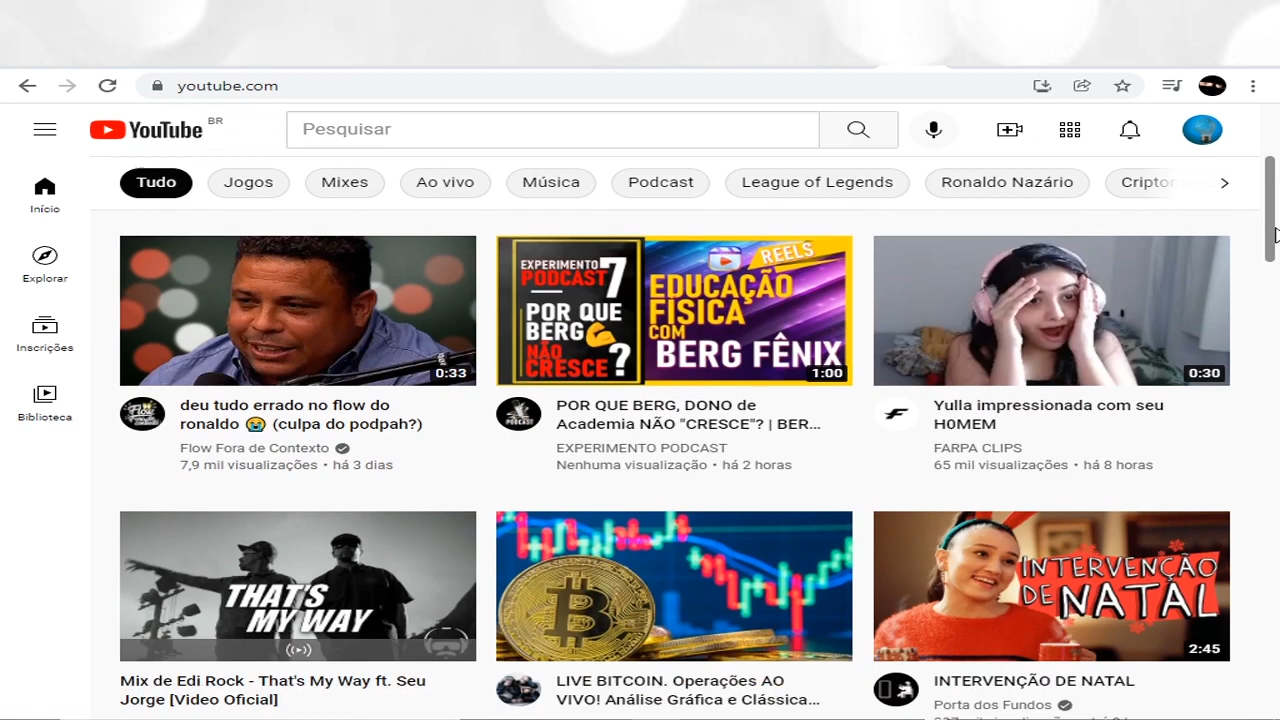 youtube.com
YouTube BR
Pesquisar
Tudo
Jogos
Mixes
Ao vivo
Música
Podcast
League of Legends
Ronaldo Nazário
Início
Explorar
Inscrições
Biblioteca
0:33
EXPERIMENTO
PODCAST 7
POR QUE
BERG
NÃO
CRESCE ?
REELS
EDUCAÇÃO
FISICA
COM
BERG FÊNIX
1:00
0:30
deu tudo errado no flow do
ronaldo 😭 (culpa do podpah?)
Flow Fora de Contexto
7,9 mil visualizações • há 3 dias
POR QUE BERG, DONO de
Academia NÃO "CRESCE"? | BER...
EXPERIMENTO PODCAST
Nenhuma visualização • há 2 horas
Yulla impressionada com seu
H0MEM
FARPA CLIPS
65 mil visualizações • há 8 horas
THAT'S
MY WAY
INTERVENÇÃO
DE NATAL
2:45
Mix de Edi Rock - That's My Way ft. Seu
Jorge [Video Oficial]
LIVE BITCOIN. Operações AO
VIVO! Análise Gráfica e Clássica...
INTERVENÇÃO DE NATAL
Porta dos Fundos